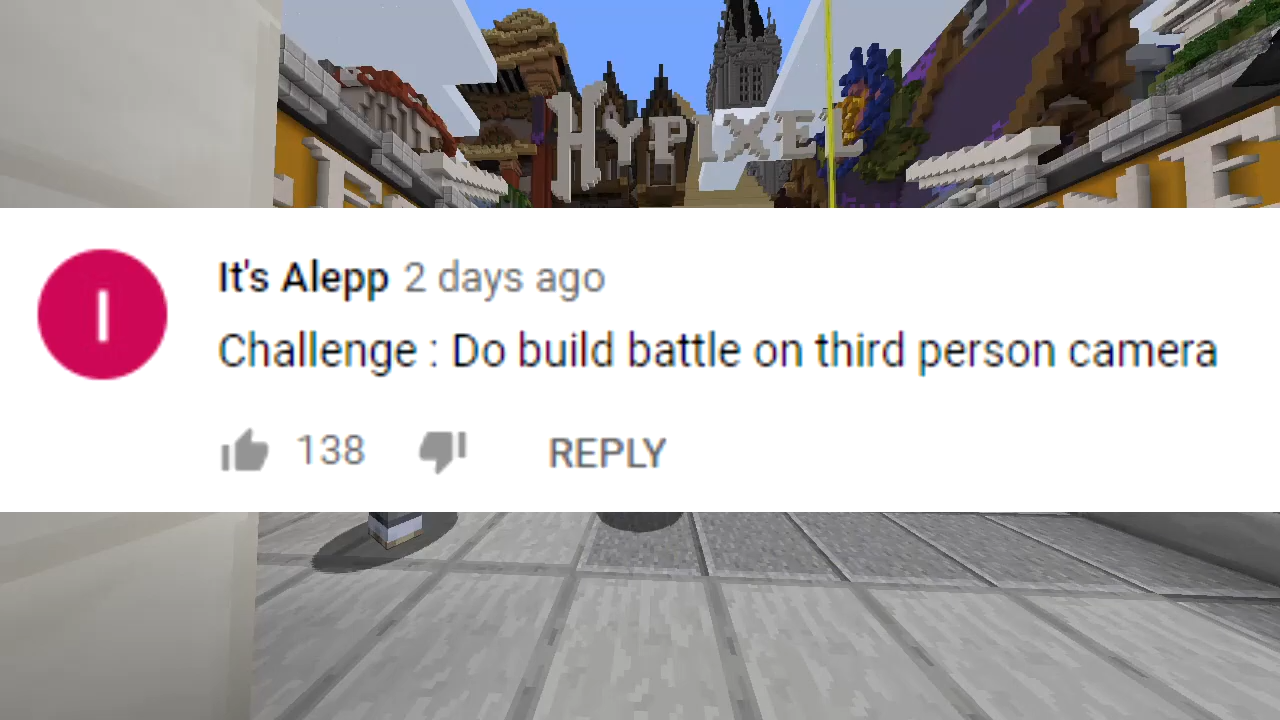 HYPIXEL
It's Alepp 2 days ago
Challenge : Do build battle on third person camera
138
REPLY